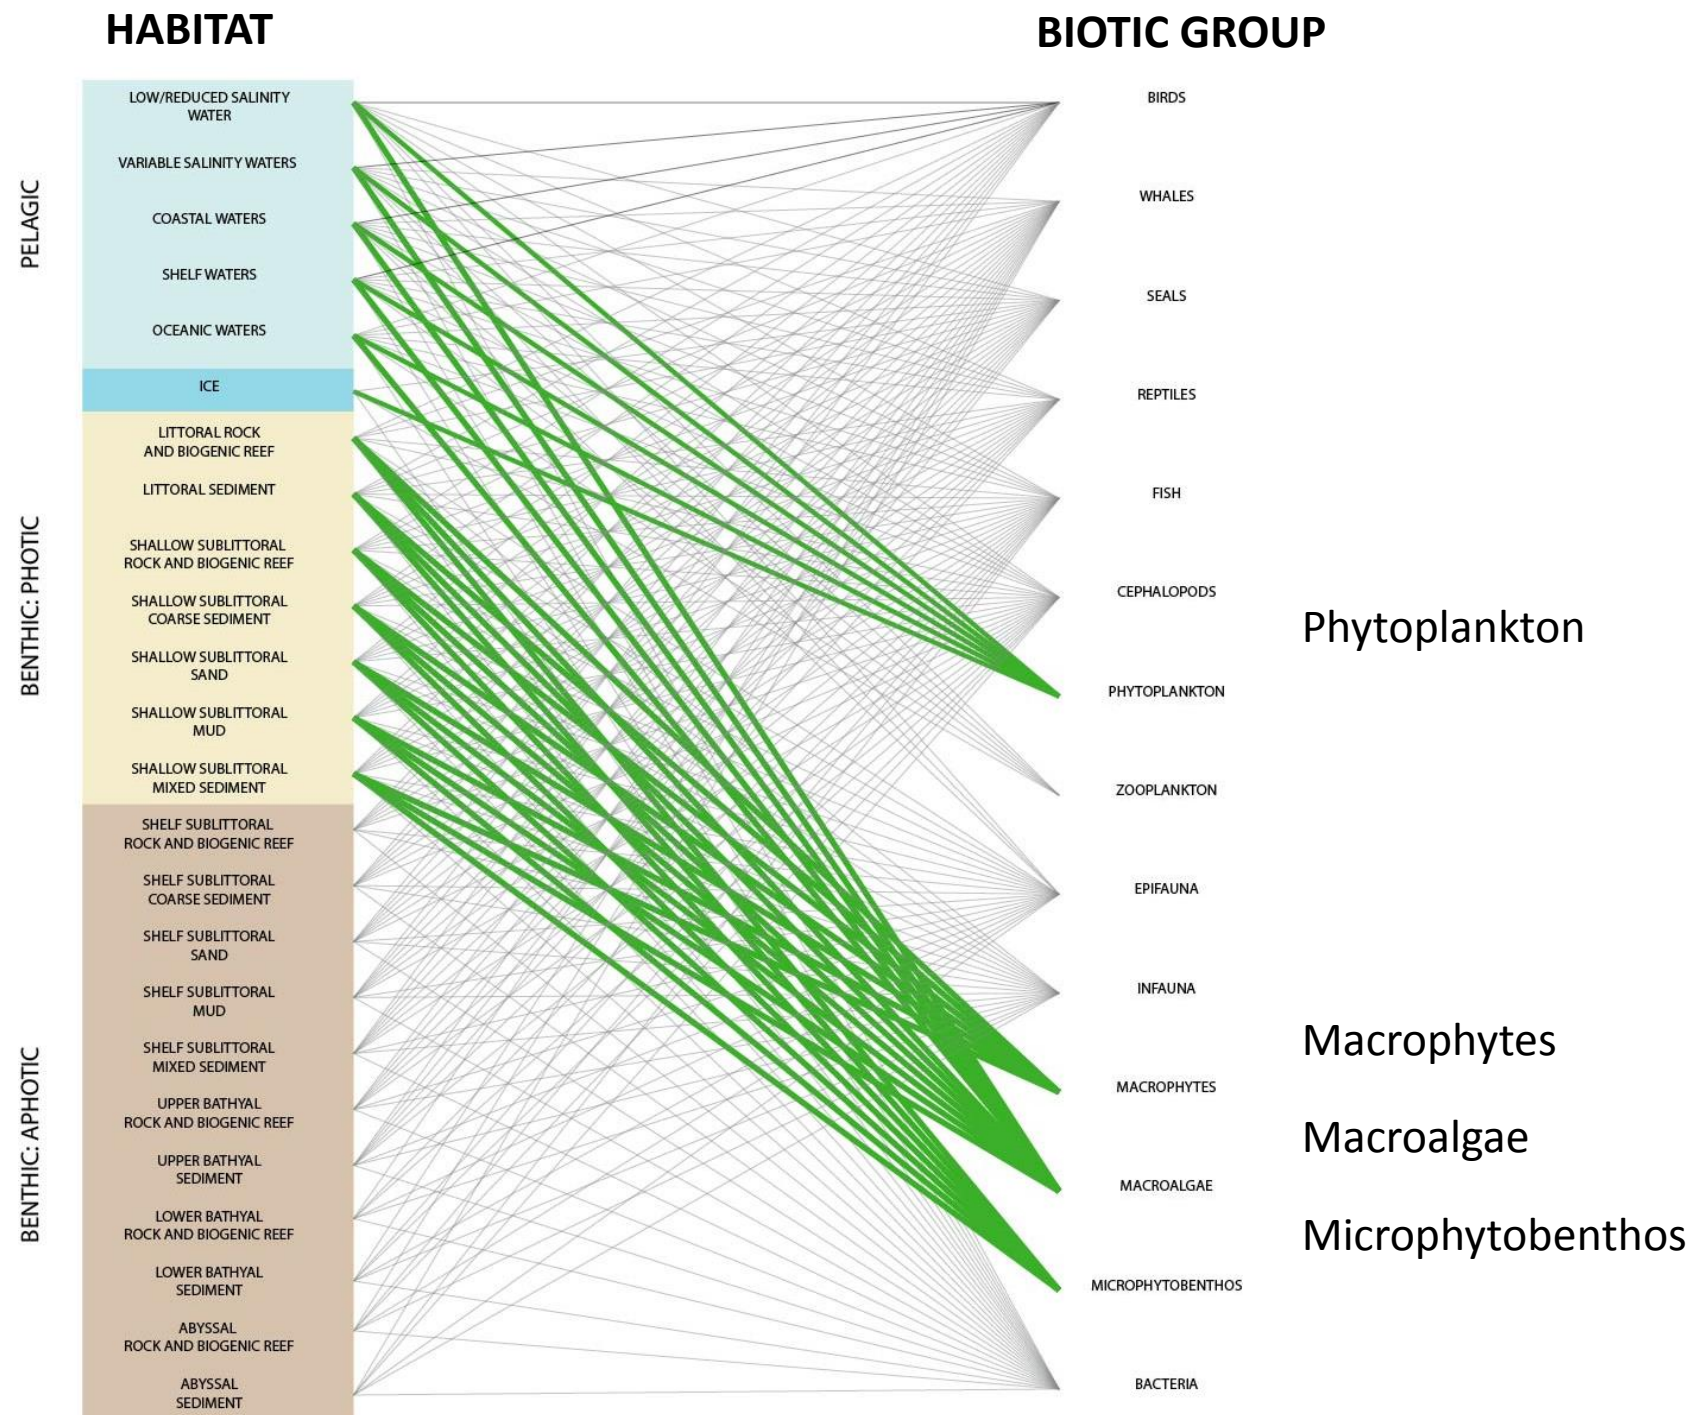 HABITAT
BIOTIC GROUP
PELAGIC
LOW/REDUCED SALINITY
WATER
VARIABLE SALINITY WATERS
COASTAL WATERS
SHELF WATERS
OCEANIC WATERS
ICE
BENTHIC: PHOTIC
LITTORAL ROCK
AND BIOGENIC REEF
LITTORAL SEDIMENT
SHALLOW SUBLITTORAL
ROCK AND BIOGENIC REEF
SHALLOW SUBLITTORAL
COARSE SEDIMENT
SHALLOW SUBLITTORAL
SAND
SHALLOW SUBLITTORAL
MUD
SHALLOW SUBLITTORAL
MIXED SEDIMENT
BENTHIC: APHOTIC
SHELF SUBLITTORAL
ROCK AND BIOGENIC REEF
SHELF SUBLITTORAL
COARSE SEDIMENT
SHELF SUBLITTORAL
SAND
SHELF SUBLITTORAL
MUD
SHELF SUBLITTORAL
MIXED SEDIMENT
UPPER BATHYAL
ROCK AND BIOGENIC REEF
UPPER BATHYAL
SEDIMENT
LOWER BATHYAL
ROCK AND BIOGENIC REEF
LOWER BATHYAL
SEDIMENT
ABYSSAL
ROCK AND BIOGENIC REEF
ABYSSAL
SEDIMENT
BIRDS
WHALES
SEALS
REPTILES
FISH
CEPHALOPODS
PHYTOPLANKTON
ZOOPLANKTON
EPIFAUNA
INFAUNA
MACROPHYTES
MACROALGAE
MICROPHYTOBENTHOS
BACTERIA
Phytoplankton
Macrophytes
Macroalgae
Microphytobenthos